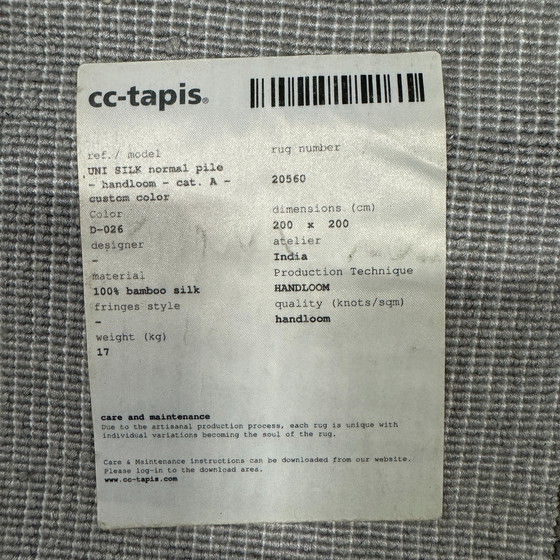 cc-tapis®
ref./ model
UNI SILK normal pile
- handloom - cat. A -
custom color
Color
D-026
designer
-
material
100% bamboo silk
fringes style
-
weight (kg)
17
rug number
20560
dimensions (cm)
200 x 200
atelier
India
Production Technique
HANDLOOM
quality (knots/sqm)
handloom
care and maintenance
Due to the artisanal production process, each rug is unique with
individual variations becoming the soul of the rug.
Care & Maintenance instructions can be downloaded from our website.
Please log-in to the download area.
www.cc-tapis.com